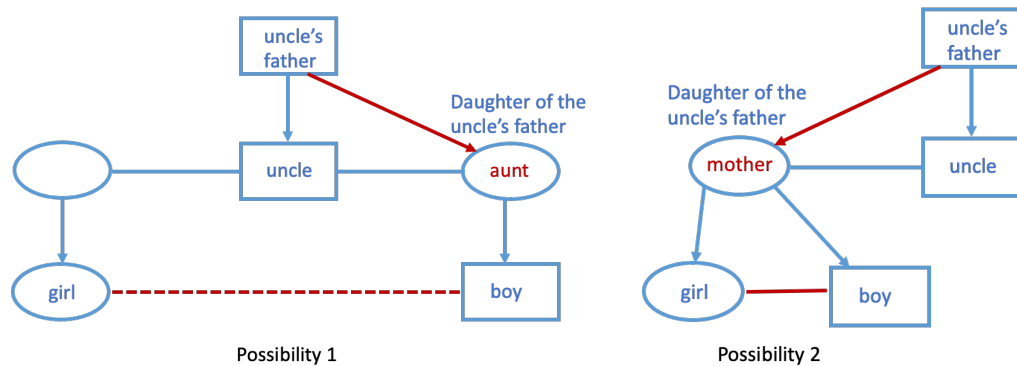 uncle's
father
Daughter of the
uncle's father
uncle
aunt
girl
boy
Possibility 1
uncle's
father
Daughter of the
uncle's father
mother
uncle
girl
boy
Possibility 2